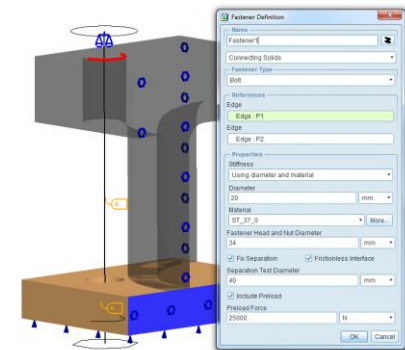 Fastener Definition
Name
Fastener1
Connecting Solids
Fastener Type
Bolt
References
Edge
Edge : P1
Edge
Edge : P2
Properties
Stiffness
Using diameter and material
Diameter
20 mm
Material
ST_37_0 More...
Fastener Head and Nut Diameter
34 mm
Fix Separation Frictionless Interface
Separation Test Diameter
40 mm
Include Preload
Preload Force
25000 N
OK Cancel